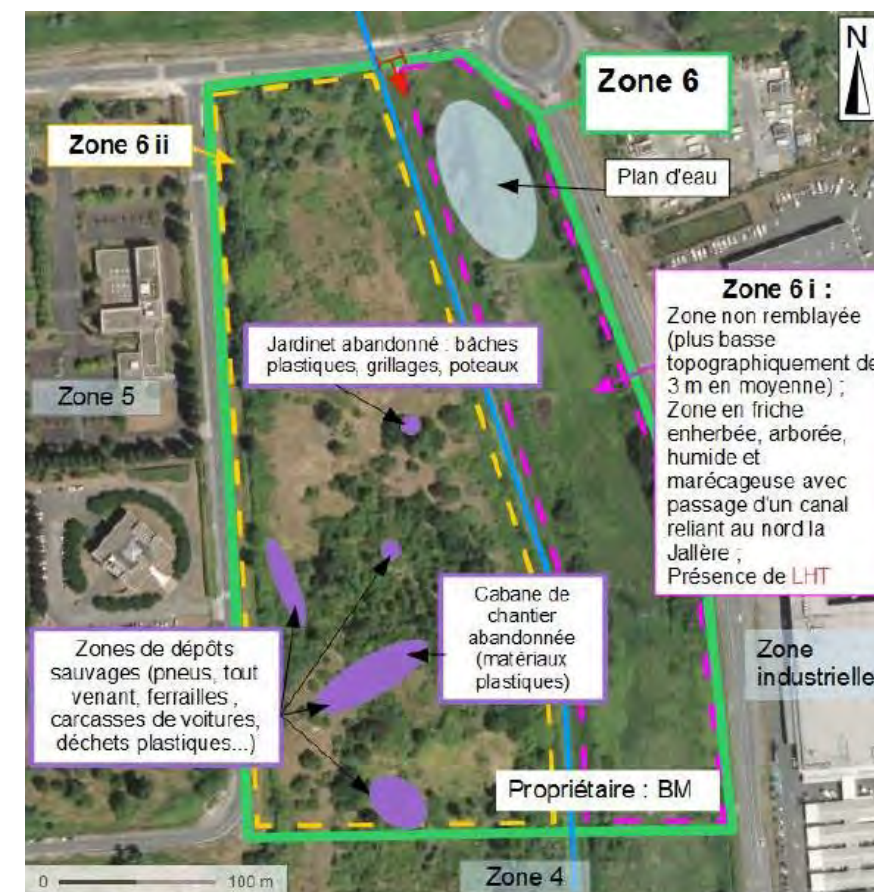 N
Zone 6
Zone 6 ii
Plan d'eau
Zone 6 i :
Zone non remblayée
(plus basse
topographiquement de
3 m en moyenne) ;
Zone en friche
enherbée, arborée,
humide et
marécageuse avec
passage d'un canal
reliant au nord la
Jallère ;
Présence de LHT
Jardinet abandonné : bâches
plastiques, grillages, poteaux
Zone 5
Cabane de
chantier
abandonnée
(matériaux
plastiques)
Zones de dépôts
sauvages (pneus, tout
venant, ferrailles ,
carcasses de voitures,
déchets plastiques...)
Zone
industrielle
Propriétaire : BM
Zone 4
0 100 m